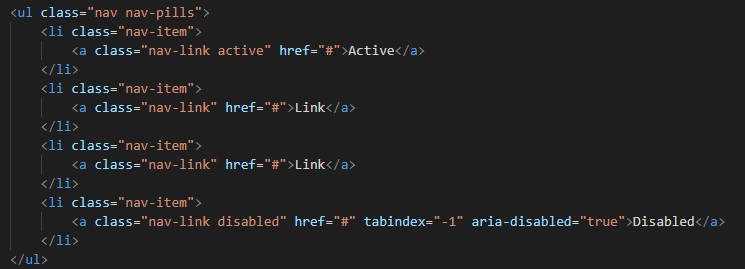 <ul class="nav nav-pills">
    <li class="nav-item">
        <a class="nav-link active" href="#">Active</a>
    </li>
    <li class="nav-item">
        <a class="nav-link" href="#">Link</a>
    </li>
    <li class="nav-item">
        <a class="nav-link" href="#">Link</a>
    </li>
    <li class="nav-item">
        <a class="nav-link disabled" href="#" tabindex="-1" aria-disabled="true">Disabled</a>
    </li>
</ul>